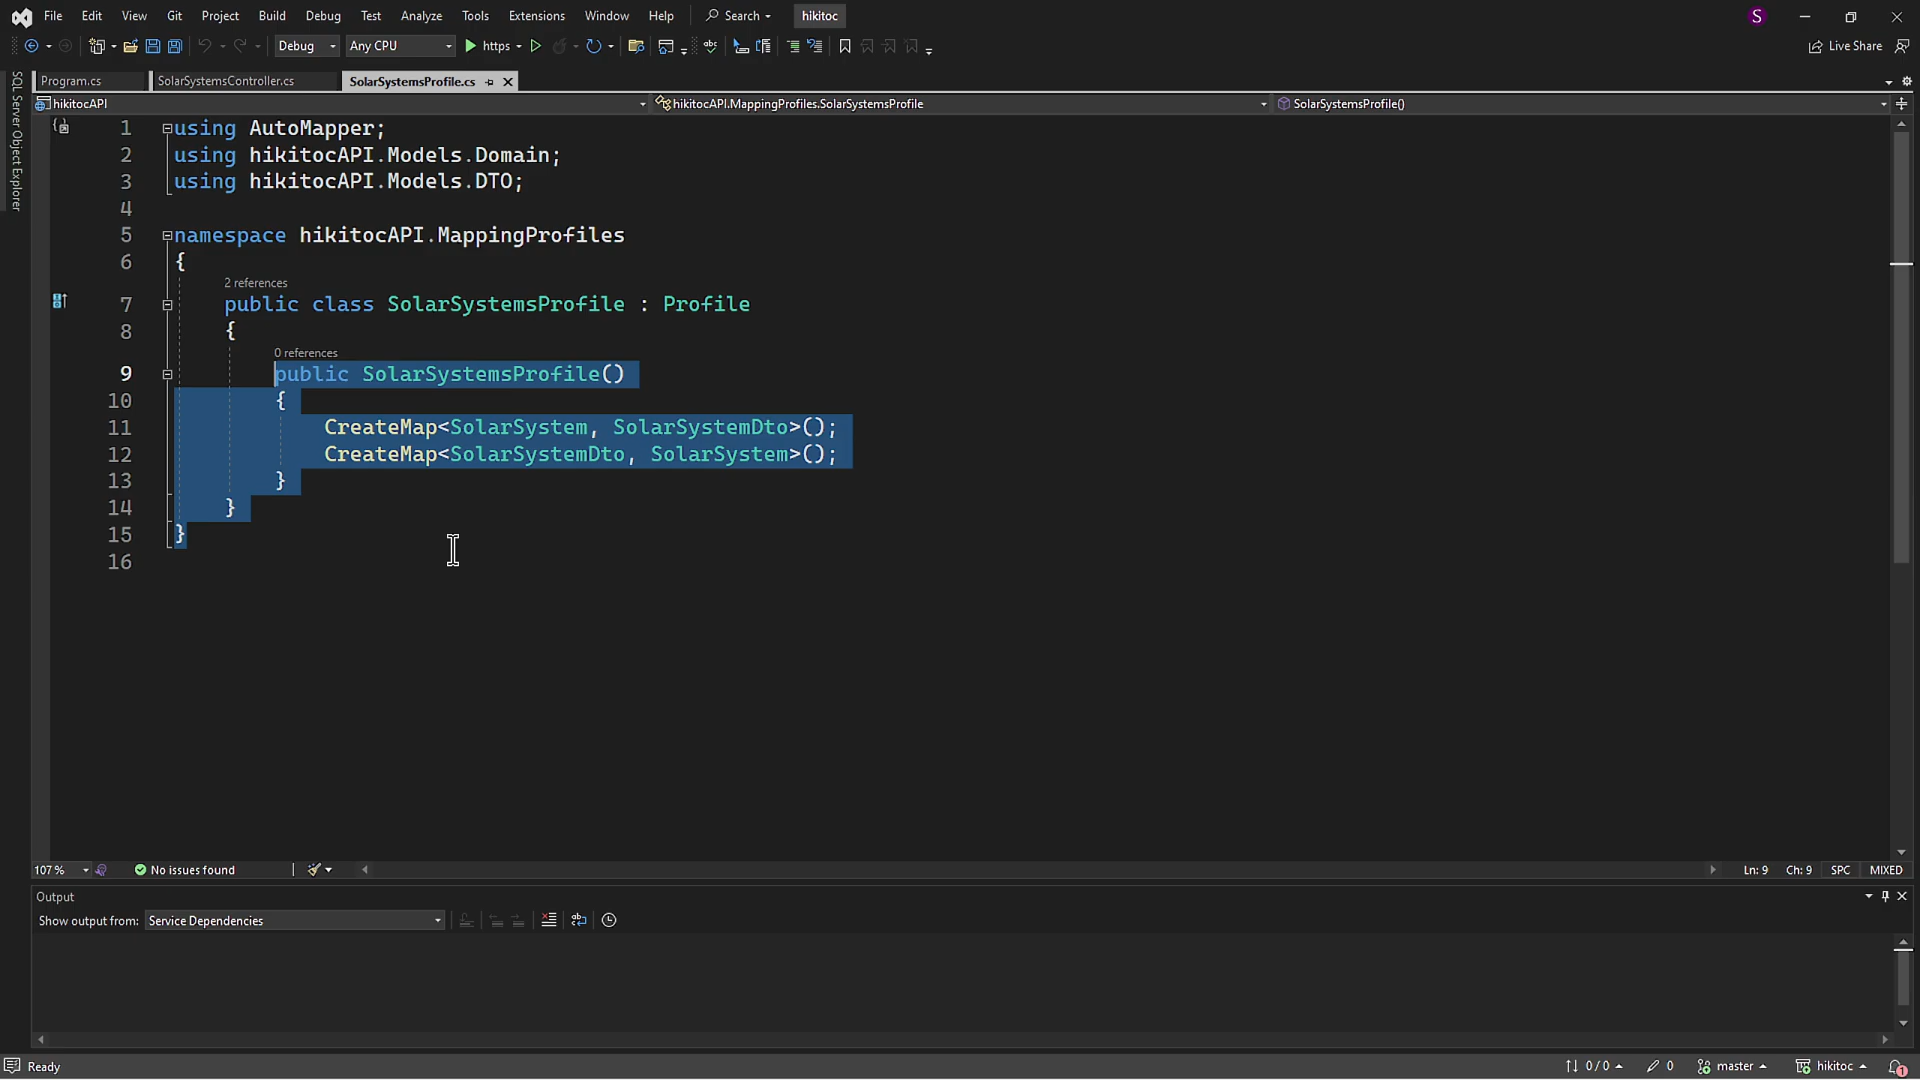 File Edit View Git Project Build Debug Test Analyze Tools Extensions Window Help Search hikitoc S
Debug Any CPU https Live Share
Program.cs SolarSystemsController.cs SolarSystemsProfile.cs
hikitocAPI hikitocAPI.MappingProfiles.SolarSystemsProfile SolarSystemsProfile()
SQL Server Object Explorer
1 using AutoMapper;
2 using hikitocAPI.Models.Domain;
3 using hikitocAPI.Models.DTO;
4
5 namespace hikitocAPI.MappingProfiles
6 {
2 references
7 public class SolarSystemsProfile : Profile
8 {
0 references
9 public SolarSystemsProfile()
10 {
11 CreateMap<SolarSystem, SolarSystemDto>();
12 CreateMap<SolarSystemDto, SolarSystem>();
13 }
14 }
15 }
16
107 % No issues found Ln: 9 Ch: 9 SPC MIXED
Output
Show output from: Service Dependencies
Ready 0 / 0 0 master hikitoc 1